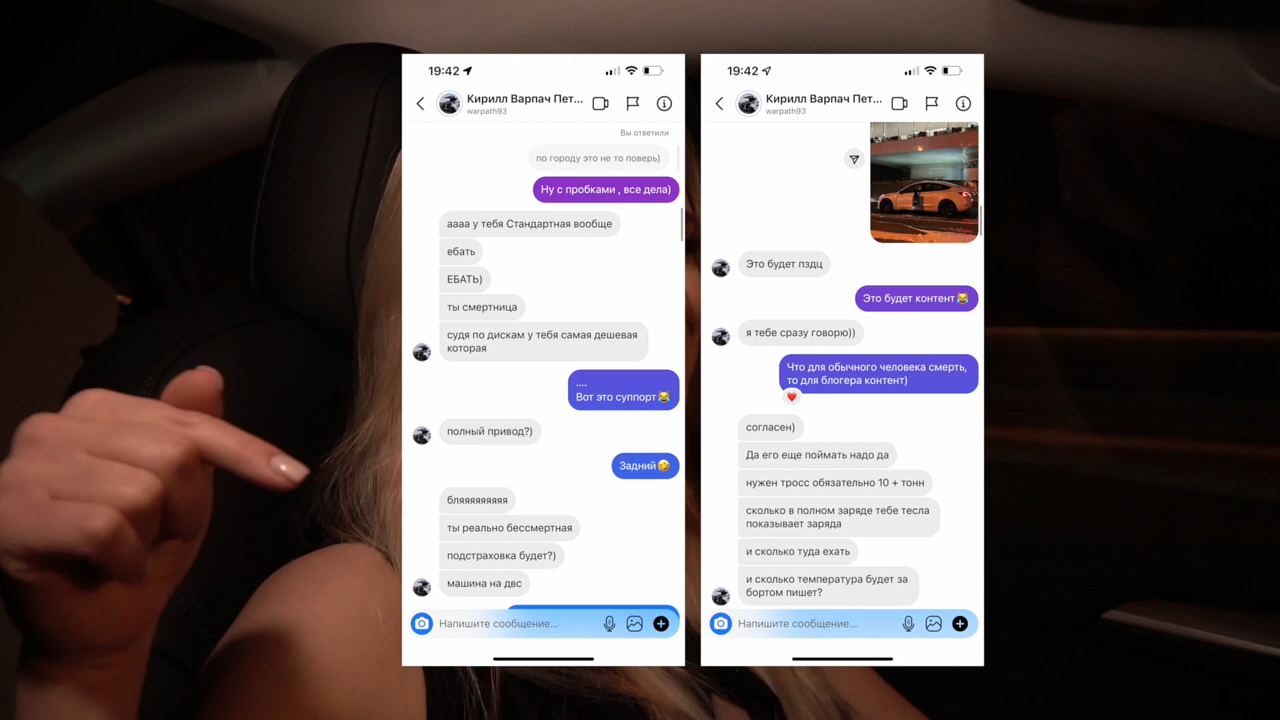 19:42
Кирилл Варпач Пет...
warpath93
Вы ответили
по городу это не то поверь)
Ну с пробками , все дела)
аааа у тебя Стандартная вообще
ебать
ЕБАТЬ)
ты смертница
судя по дискам у тебя самая дешевая
которая
....
Вот это суппорт😹
полный привод?)
Задний🤣
бляяяяяяяяя
ты реально бессмертная
подстраховка будет?)
машина на двс
Напишите сообщение...
19:42
Кирилл Варпач Пет...
warpath93
Это будет пздц
Это будет контент😹
я тебе сразу говорю))
Что для обычного человека смерть,
то для блогера контент)
согласен)
Да его еще поймать надо да
нужен тросс обязательно 10 + тонн
сколько в полном заряде тебе тесла
показывает заряда
и сколько туда ехать
и сколько температура будет за
бортом пишет?
Напишите сообщение...